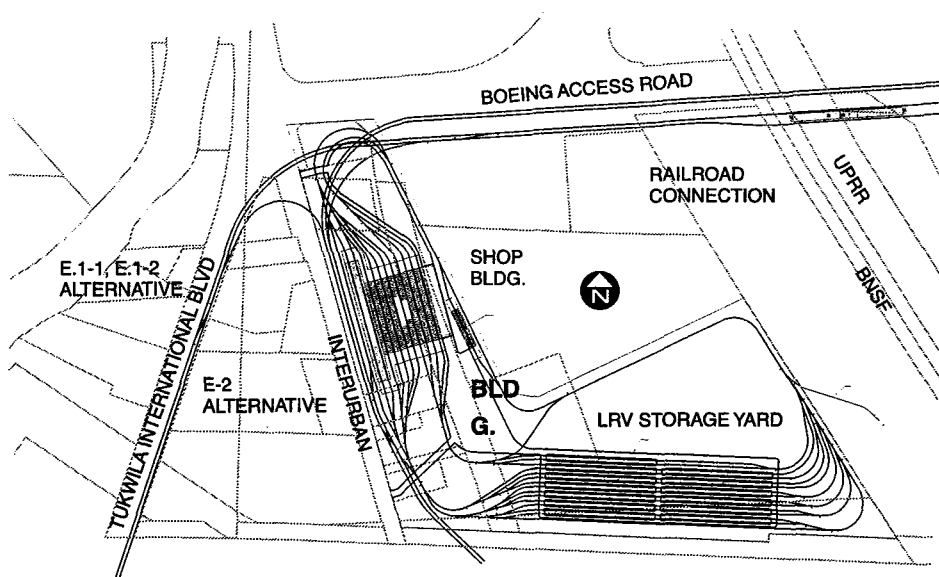 BOEING ACCESS ROAD
RAILROAD
CONNECTION
UPRR
BNSF
SHOP
BLDG.
N
E.1-1, E.1-2
ALTERNATIVE
TUKWILA INTERNATIONAL BLVD
INTERURBAN
E-2
ALTERNATIVE
BLD
G.
LRV STORAGE YARD